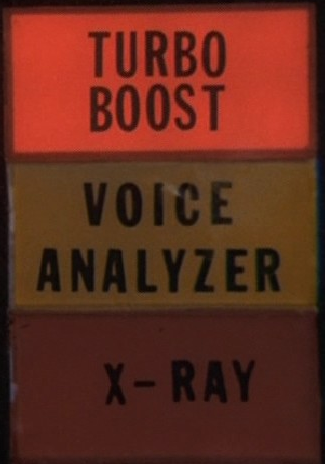 TURBO
BOOST
VOICE
ANALYZER
X-RAY